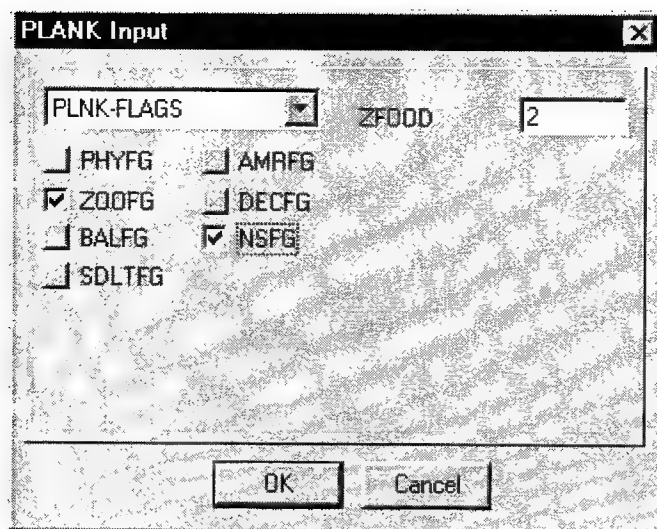 PLANK Input
PLNK-FLAGS ZFOOD 2
PHYFG AMRFG
ZOOFG DECFG
BALFG NSFG
SDLTFG
OK Cancel